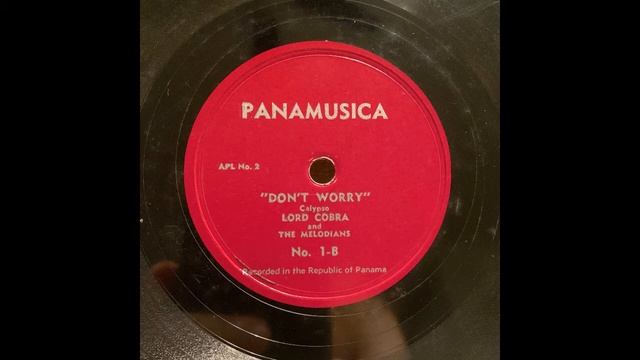 PANAMUSICA
APL No. 2
"DON'T WORRY"
Calypso
LORD COBRA
and
THE MELODIANS
No. 1-B
Recorded in the Republic of Panama